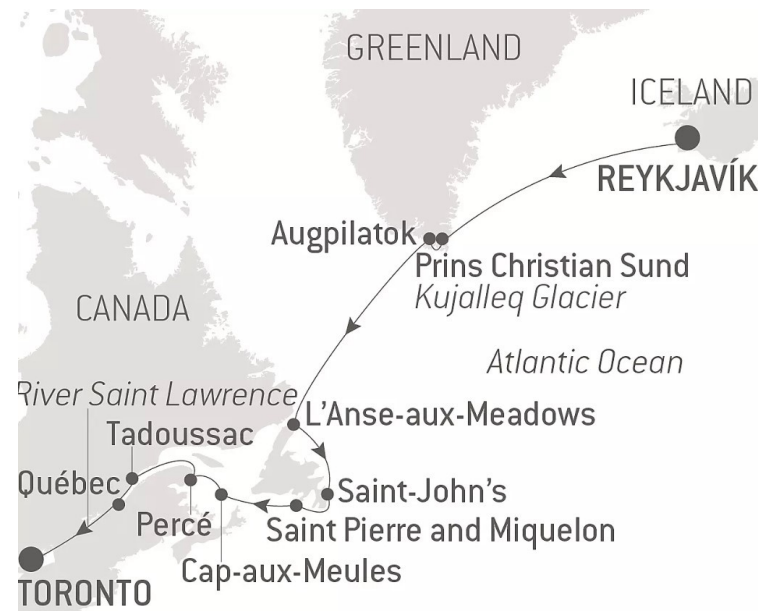 GREENLAND
ICELAND
REYKJAVÍK
Augpilatok
Prins Christian Sund
Kujalleq Glacier
CANADA
Atlantic Ocean
River Saint Lawrence
L'Anse-aux-Meadows
Tadoussac
Québec
Saint-John's
Percé
Saint Pierre and Miquelon
Cap-aux-Meules
TORONTO